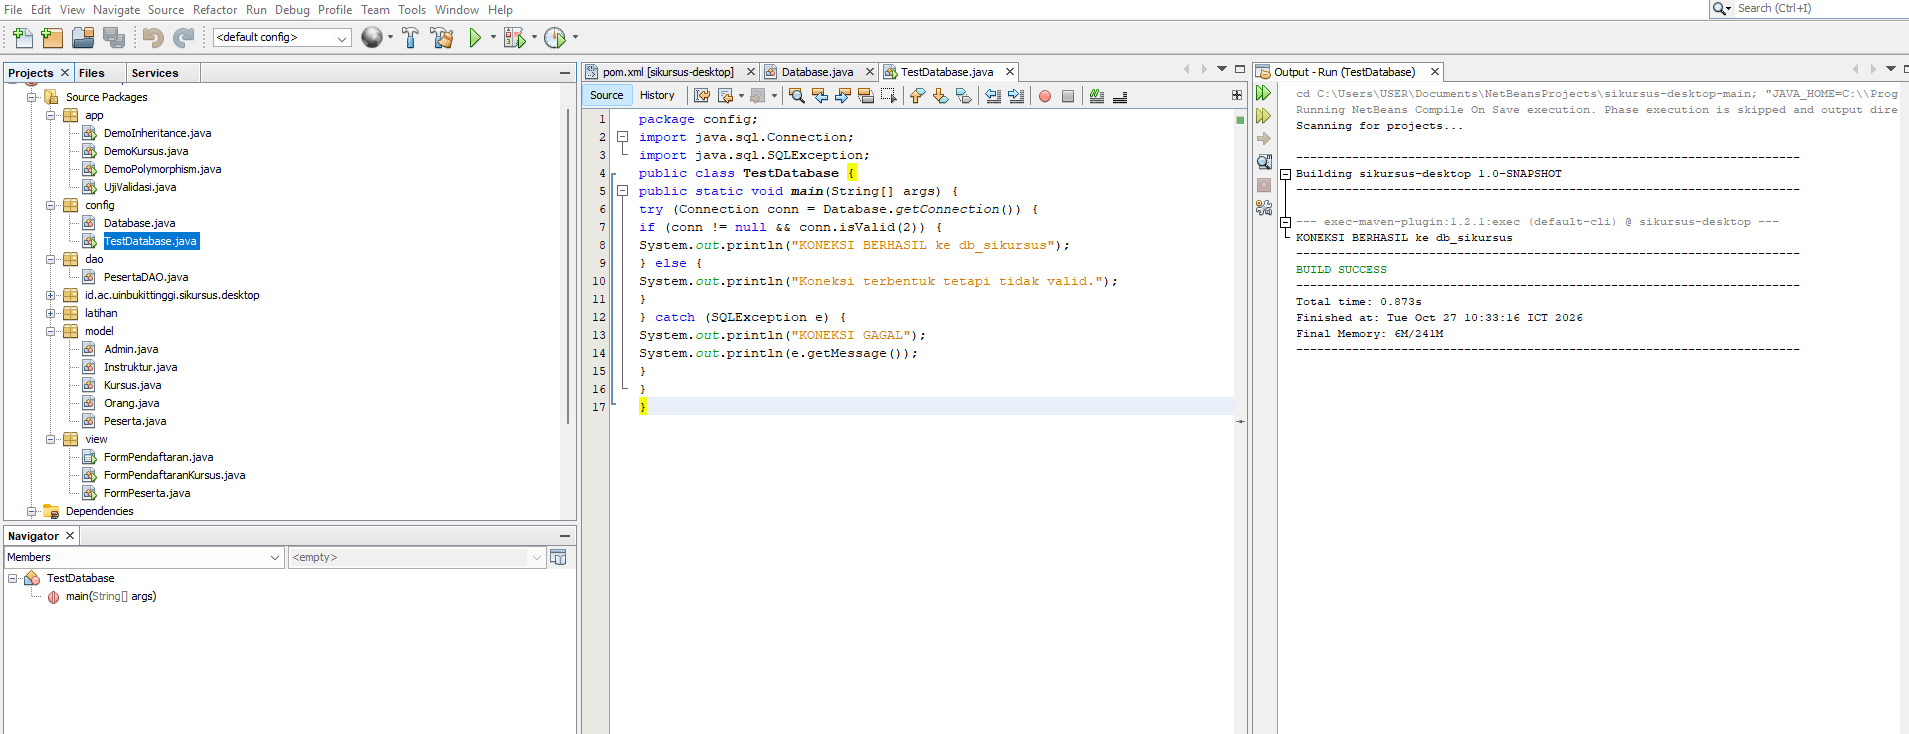 File Edit View Navigate Source Refactor Run Debug Profile Team Tools Window Help
Search (Ctrl+I)
<default config>
Projects Files Services
Source Packages
app
DemoInheritance.java
DemoKursus.java
DemoPolymorphism.java
UjiValidasi.java
config
Database.java
TestDatabase.java
dao
PesertaDAO.java
id.ac.uinbukittinggi.sikursus.desktop
latihan
model
Admin.java
Instruktur.java
Kursus.java
Orang.java
Peserta.java
view
FormPendaftaran.java
FormPendaftaranKursus.java
FormPeserta.java
Dependencies
Navigator
Members
<empty>
TestDatabase
main(String[] args)
pom.xml [sikursus-desktop] Database.java TestDatabase.java
Source History
1 package config;
2 import java.sql.Connection;
3 import java.sql.SQLException;
4 public class TestDatabase {
5 public static void main(String[] args) {
6 try (Connection conn = Database.getConnection()) {
7 if (conn != null && conn.isValid(2)) {
8 System.out.println("KONEKSI BERHASIL ke db_sikursus");
9 } else {
10 System.out.println("Koneksi terbentuk tetapi tidak valid.");
11 }
12 } catch (SQLException e) {
13 System.out.println("KONEKSI GAGAL");
14 System.out.println(e.getMessage());
15 }
16 }
17 }
Output - Run (TestDatabase)
cd C:\Users\USER\Documents\NetBeansProjects\sikursus-desktop-main; "JAVA_HOME=C:\\Prog
Running NetBeans Compile On Save execution. Phase execution is skipped and output dire
Scanning for projects...
------------------------------------------------------------------------
Building sikursus-desktop 1.0-SNAPSHOT
------------------------------------------------------------------------
--- exec-maven-plugin:1.2.1:exec (default-cli) @ sikursus-desktop ---
KONEKSI BERHASIL ke db_sikursus
------------------------------------------------------------------------
BUILD SUCCESS
------------------------------------------------------------------------
Total time: 0.873s
Finished at: Tue Oct 27 10:33:16 ICT 2026
Final Memory: 6M/241M
------------------------------------------------------------------------